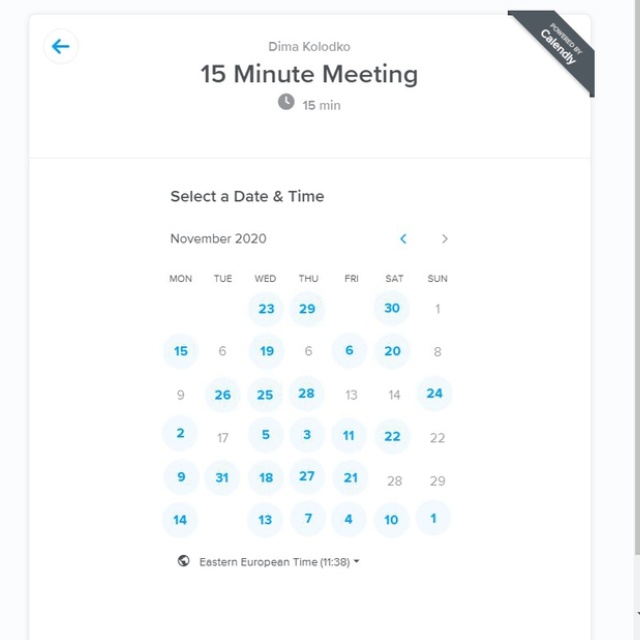 POWERED BY
Calendly
Dima Kolodko
15 Minute Meeting
15 min
Select a Date & Time
November 2020
MON TUE WED THU FRI SAT SUN
23 29 30 1
15 6 19 6 6 20 8
9 26 25 28 13 14 24
2 17 5 3 11 22 22
9 31 18 27 21 28 29
14 13 7 4 10 1
Eastern European Time (11:38)